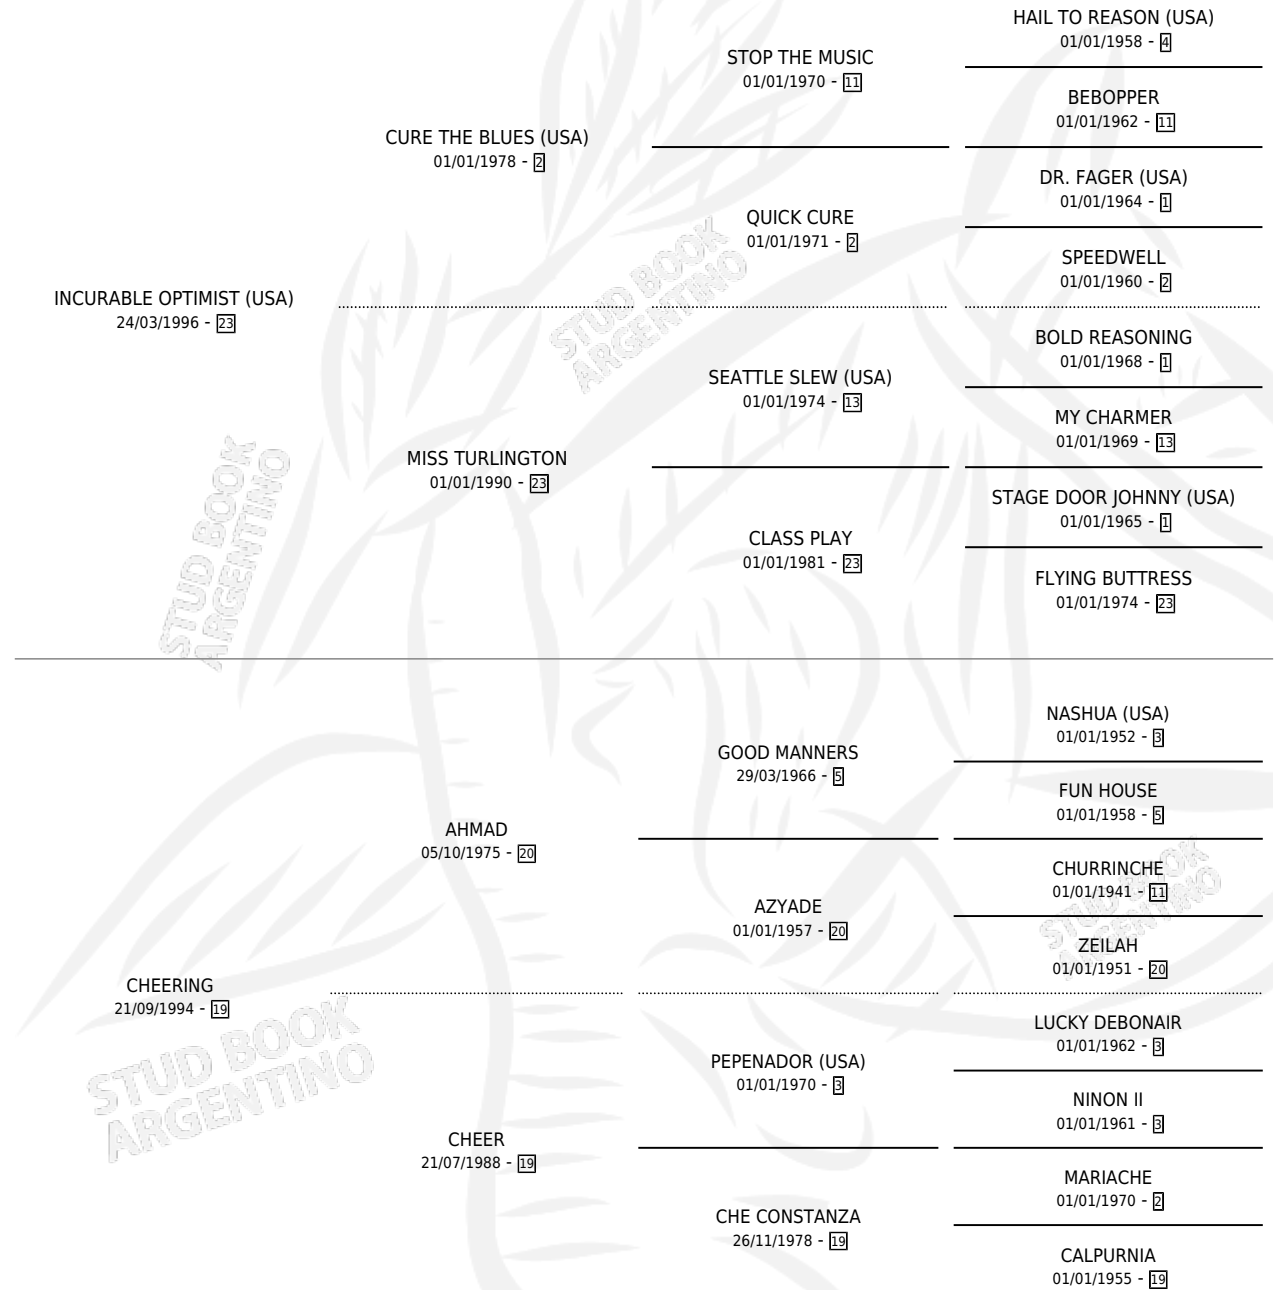 HAIL TO REASON (USA)
01/01/1958 - 4
STOP THE MUSIC
01/01/1970 - 11
BEBOPPER
01/01/1962 - 11
CURE THE BLUES (USA)
01/01/1978 - 2
DR. FAGER (USA)
01/01/1964 - 1
QUICK CURE
01/01/1971 - 2
SPEEDWELL
01/01/1960 - 2
INCURABLE OPTIMIST (USA)
24/03/1996 - 23
STUD BOOK
ARGENTINO
BOLD REASONING
01/01/1968 - 1
SEATTLE SLEW (USA)
01/01/1974 - 13
MY CHARMER
01/01/1969 - 13
MISS TURLINGTON
01/01/1990 - 23
STAGE DOOR JOHNNY (USA)
01/01/1965 - 1
CLASS PLAY
01/01/1981 - 23
FLYING BUTTRESS
01/01/1974 - 23
STUD BOOK
ARGENTINO
NASHUA (USA)
01/01/1952 - 3
GOOD MANNERS
29/03/1966 - 5
FUN HOUSE
01/01/1958 - 5
AHMAD
05/10/1975 - 20
CHURRINCHE
01/01/1941 - 11
AZYADE
01/01/1957 - 20
STUD BOOK
ARGENTINO
ZEILAH
01/01/1951 - 20
CHEERING
21/09/1994 - 19
LUCKY DEBONAIR
01/01/1962 - 3
STUD BOOK
ARGENTINO
PEPENADOR (USA)
01/01/1970 - 3
NINON II
01/01/1961 - 3
CHEER
21/07/1988 - 19
MARIACHE
01/01/1970 - 2
CHE CONSTANZA
26/11/1978 - 19
CALPURNIA
01/01/1955 - 19